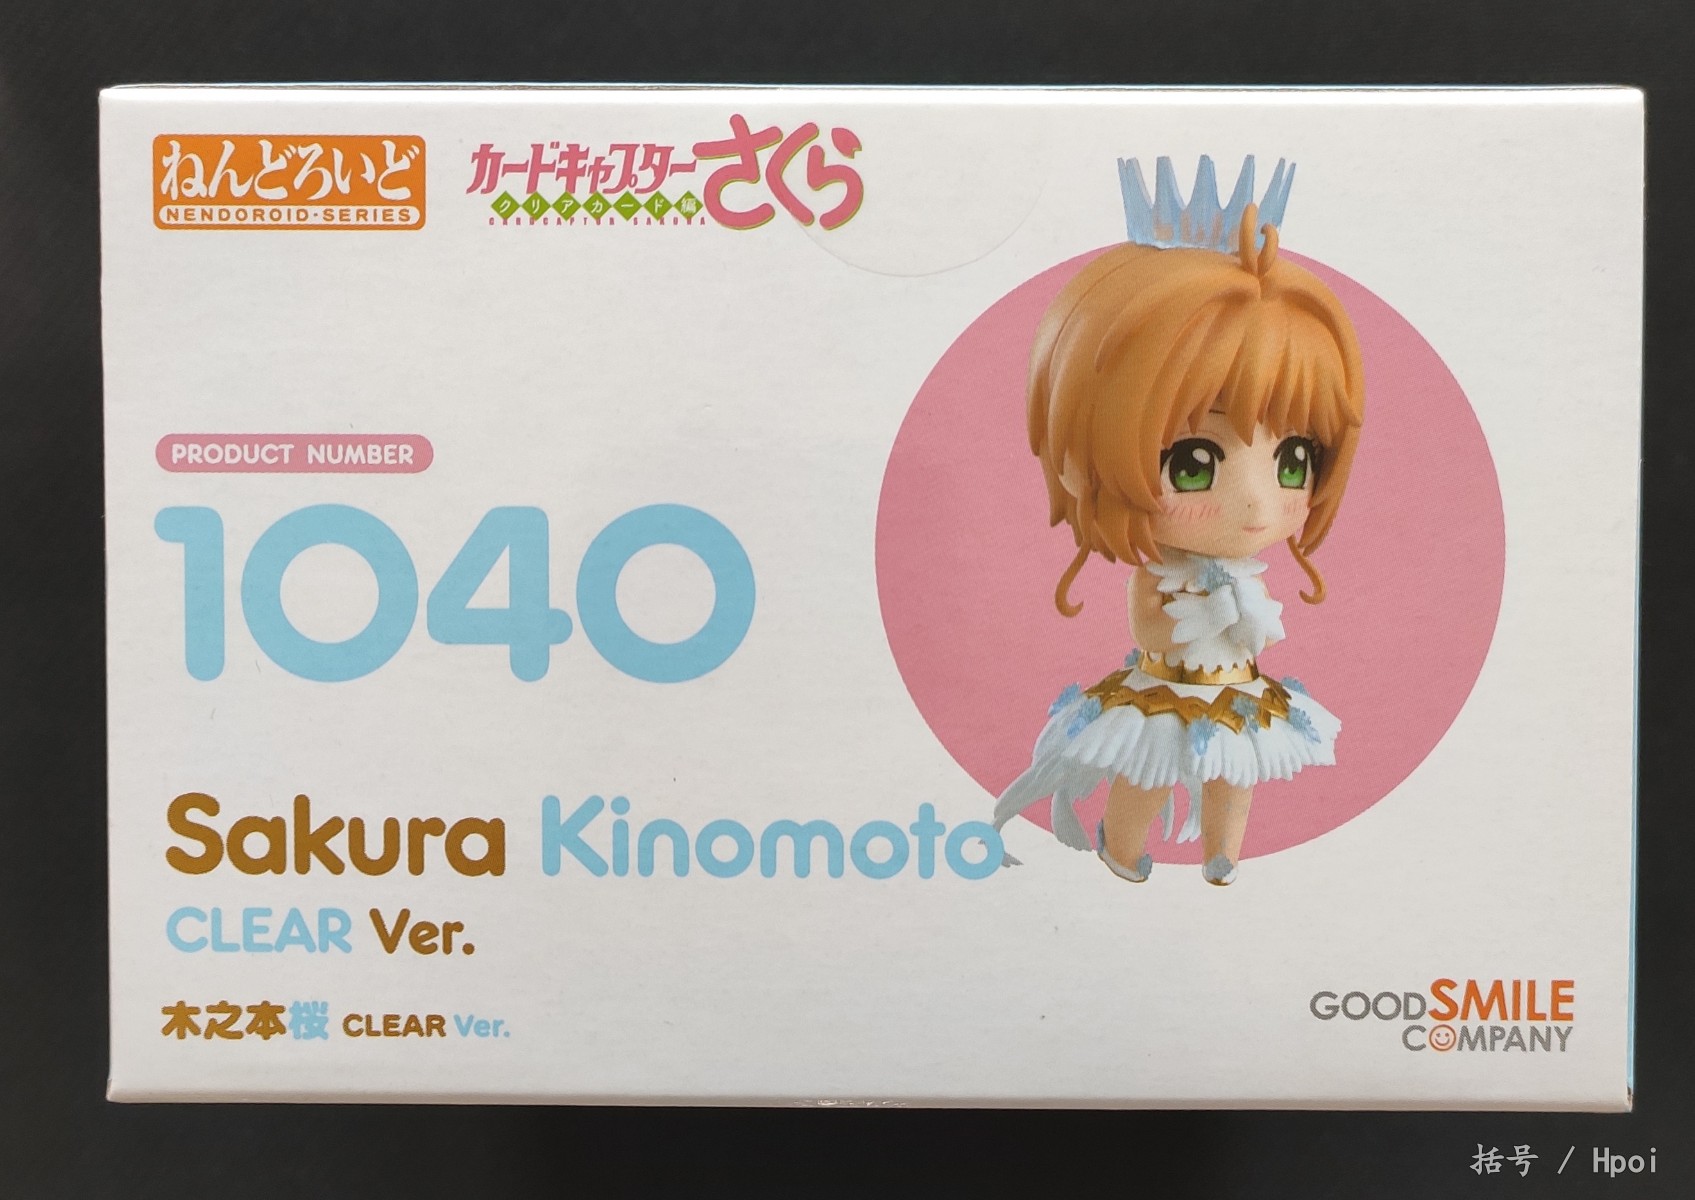 ねんどろいど
NENDOROID·SERIES
カードキャプターさくら
クリアカード編
CARDCAPTOR SAKURA
PRODUCT NUMBER
1040
Sakura Kinomoto
CLEAR Ver.
木之本桜 CLEAR Ver.
GOOD SMILE
COMPANY
括号 / Hpoi